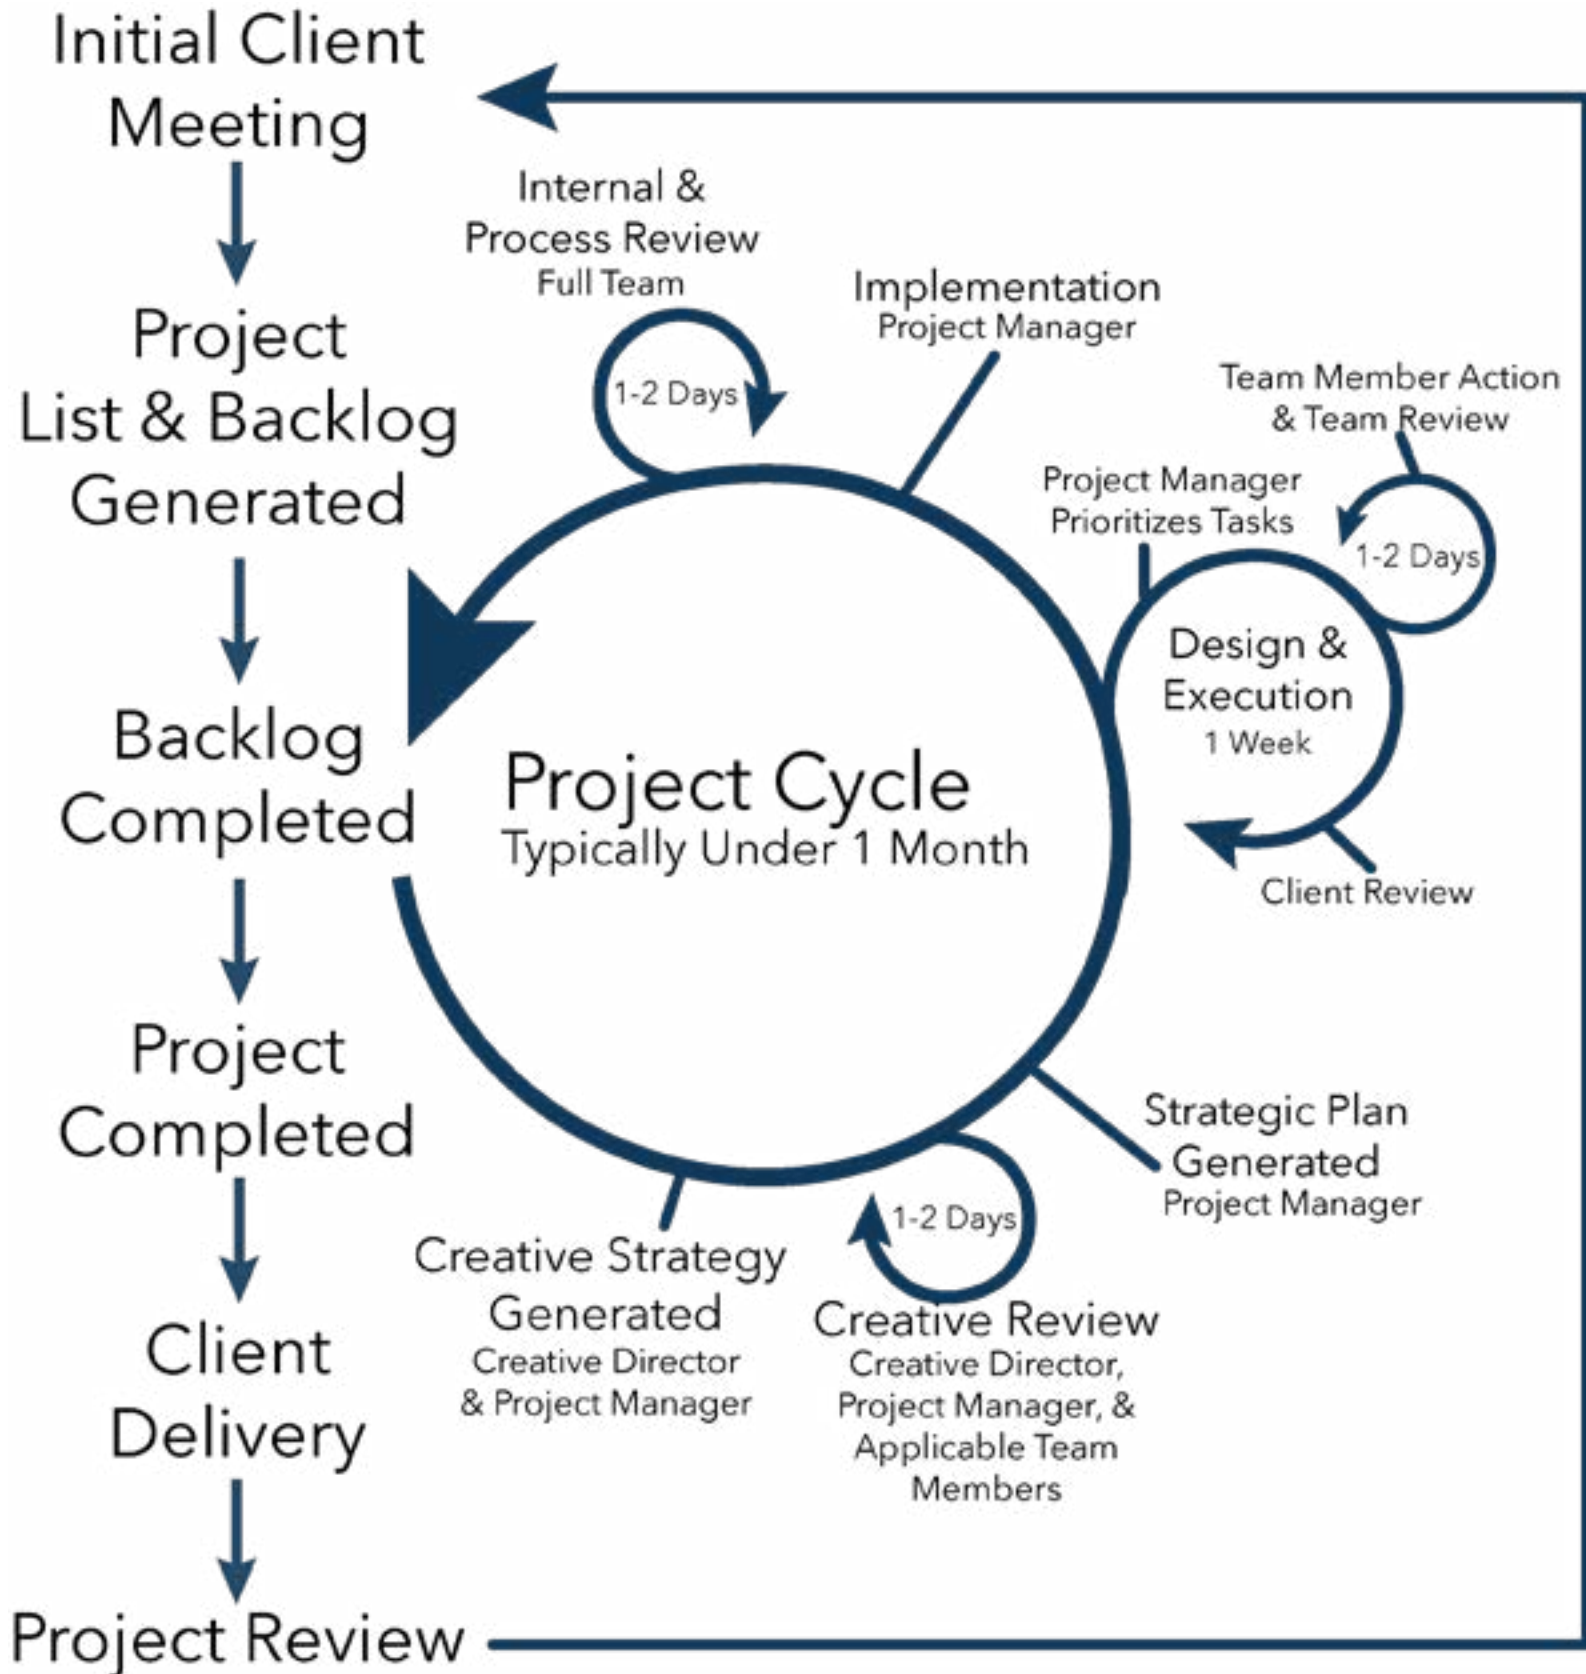 Initial Client
Meeting
Project
List & Backlog
Generated
Backlog
Completed
Project
Completed
Client
Delivery
Project Review
Internal &
Process Review
Full Team
1-2 Days
Implementation
Project Manager
Team Member Action
& Team Review
1-2 Days
Project Manager
Prioritizes Tasks
Design &
Execution
1 Week
Client Review
Project Cycle
Typically Under 1 Month
Strategic Plan
Generated
Project Manager
1-2 Days
Creative Strategy
Generated
Creative Director
& Project Manager
Creative Review
Creative Director,
Project Manager, &
Applicable Team
Members